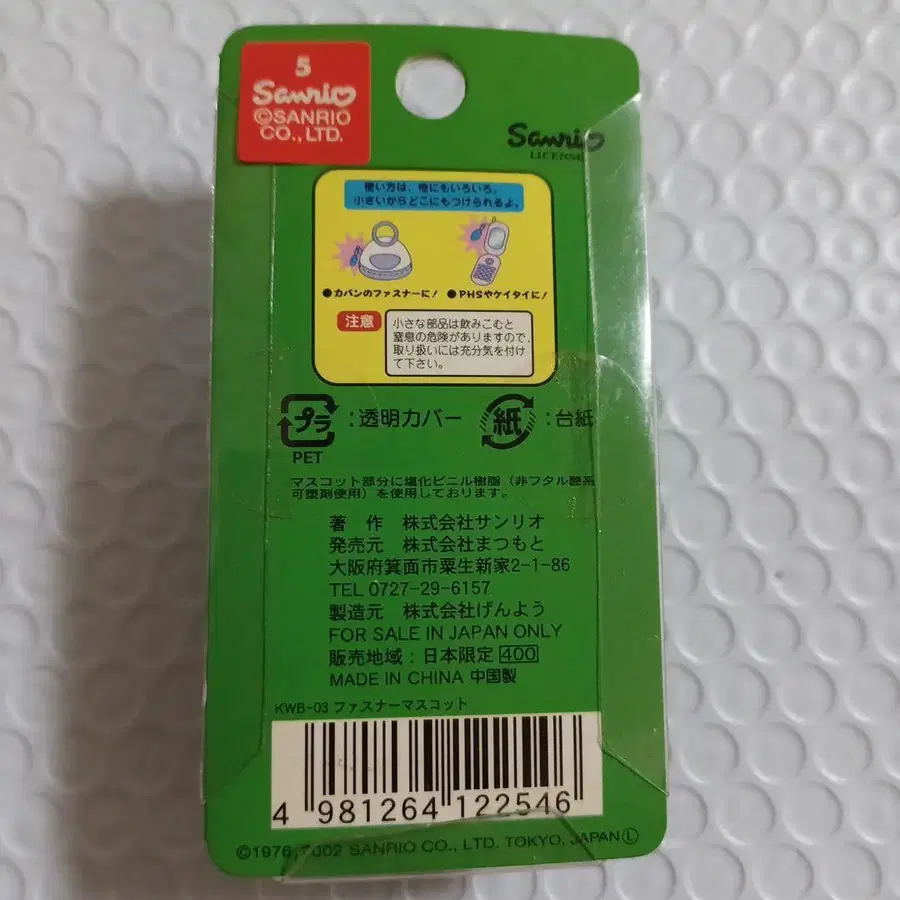 5
Sanrio
©SANRIO
CO., LTD.
Sanrio
LICENSE
使い方は、他にもいろいろ。
小さいからどこにもつけられるよ。
●カバンのファスナーに! ●PHSやケイタイに!
注意
小さな部品は飲みこむと
窒息の危険がありますので、
取り扱いには充分気を付け
て下さい。
プラ :透明カバー 紙 :台紙
PET
マスコット部分に塩化ビニル樹脂(非フタル酸系
可塑剤使用)を使用しております。
著 作 株式会社サンリオ
発売元 株式会社まつもと
大阪府箕面市粟生新家2-1-86
TEL 0727-29-6157
製造元 株式会社げんよう
FOR SALE IN JAPAN ONLY
販売地域:日本限定 400
MADE IN CHINA 中国製
KWB-03 ファスナーマスコット
4 981264 122546
©1976, 2002 SANRIO CO., LTD. TOKYO, JAPAN Ⓛ